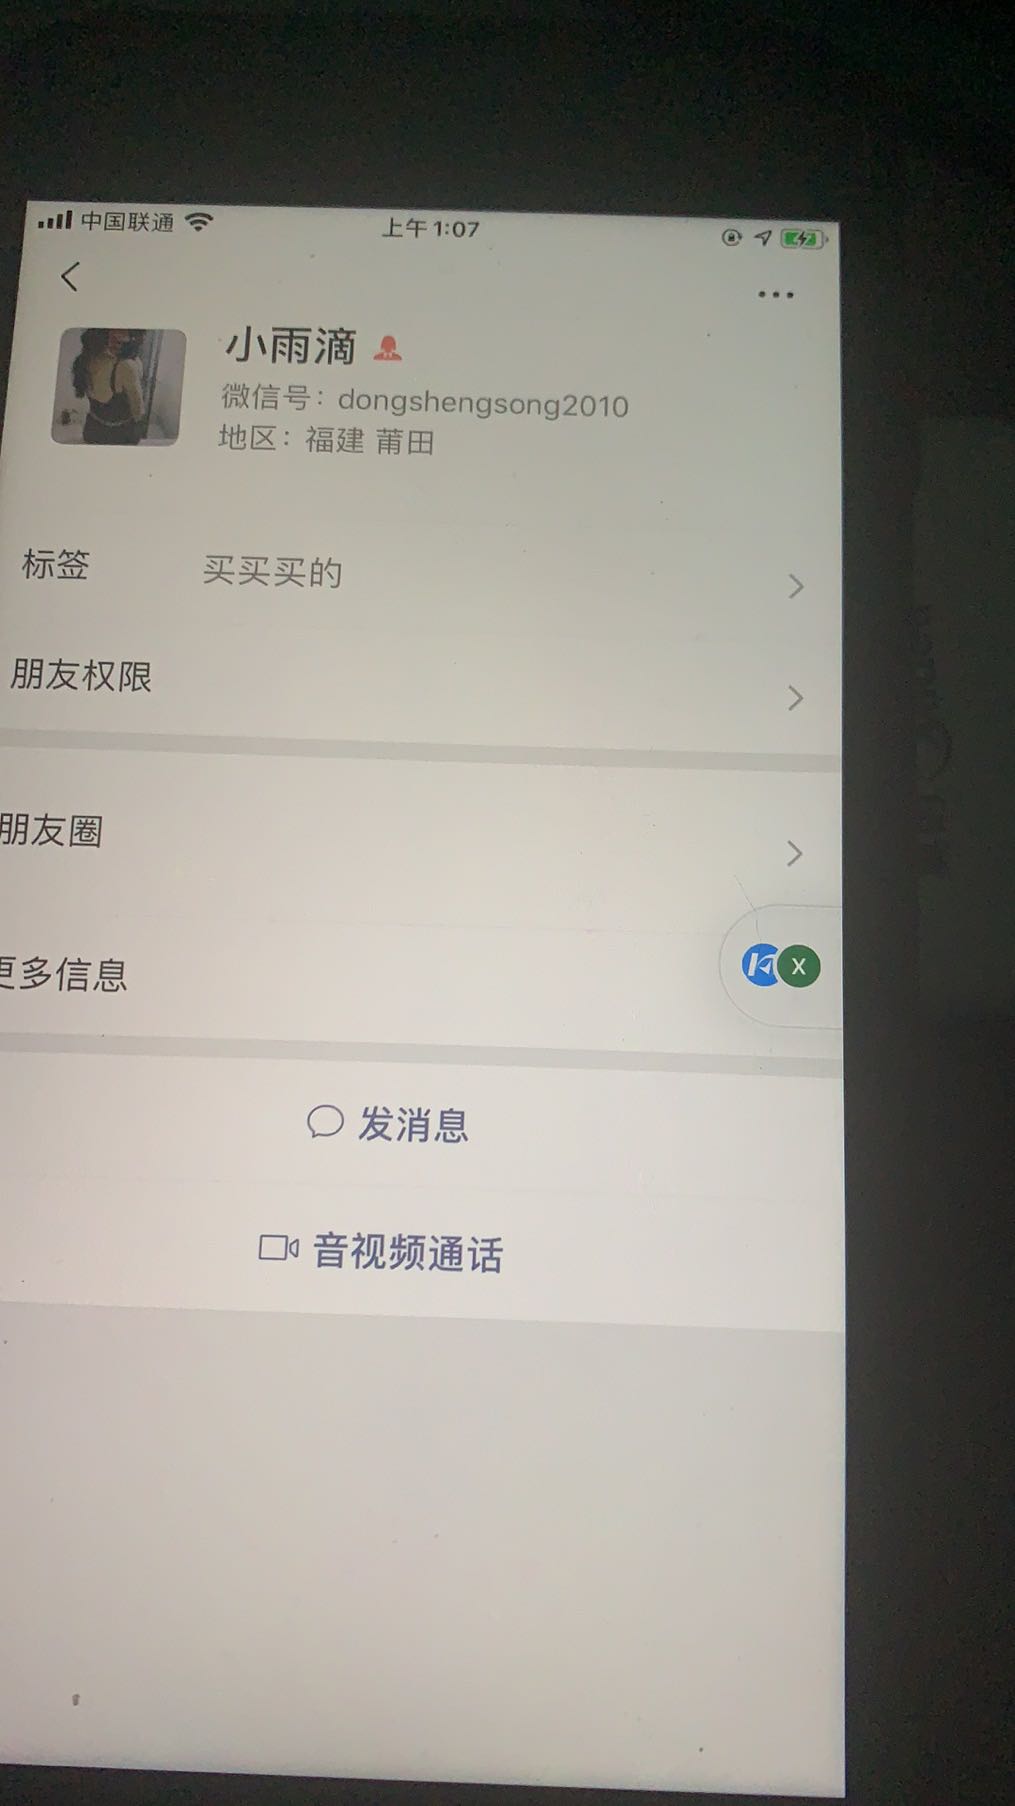 中国联通
上午1:07
小雨滴
微信号：dongshengsong2010
地区：福建 莆田
标签 买买买的
朋友权限
朋友圈
更多信息
X
发消息
音视频通话